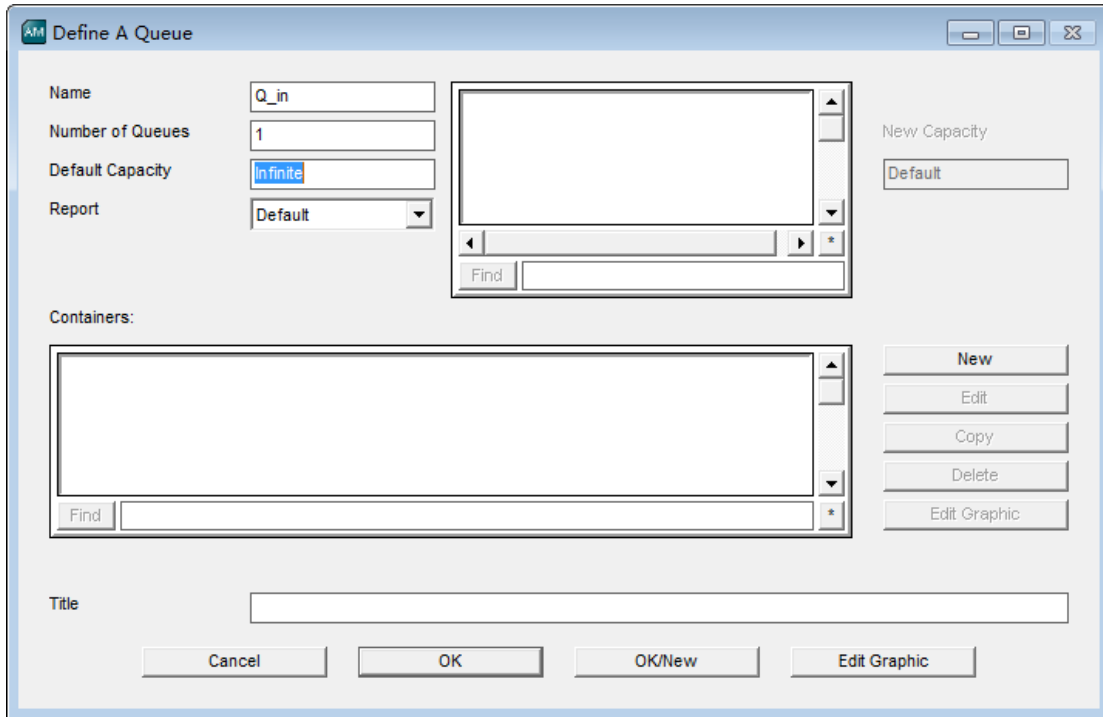 AM Define A Queue
Name Q_in
Number of Queues 1
New Capacity
Default Capacity Infinite
Default
Report Default
*
Find
Containers:
New
Edit
Copy
Delete
Find *
Edit Graphic
Title
Cancel OK OK/New Edit Graphic